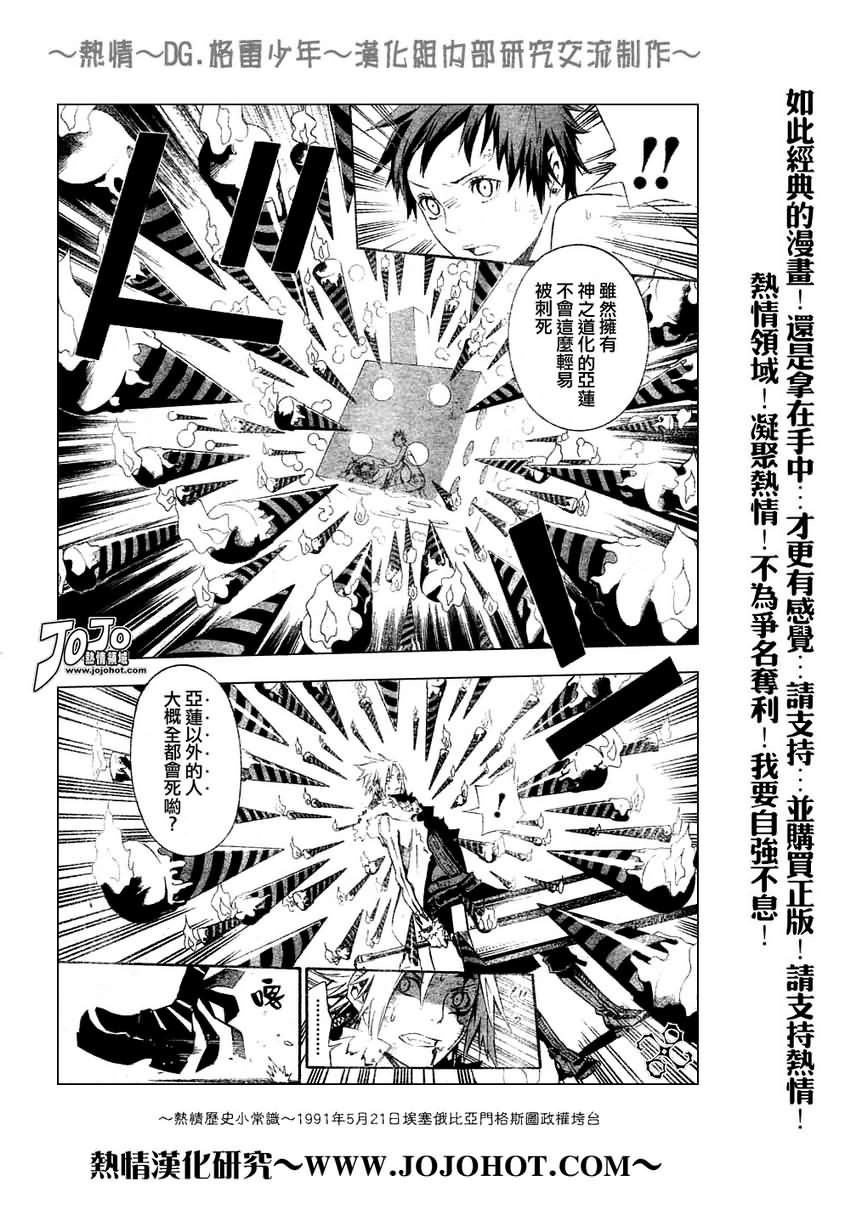 ～熱情～DG.格雷少年～漢化組內部研究交流制作～
如此經典的漫畫！還是拿在手中…才更有感覺…請支持…並購買正版！請支持熱情！
熱情領域！凝聚熱情！不為爭名奪利！我要自強不息！
!!
雖然擁有
神之道化的亞蓮
不會這麼輕易
被刺死
ドドーーン
JOJO
熱情領域
www.jojohot.com
亞蓮以外的人
大概全都會死喲？
！
………
喀
～熱情歷史小常識～1991年5月21日埃塞俄比亞門格斯圖政權垮台
熱情漢化研究～WWW.JOJOHOT.COM～